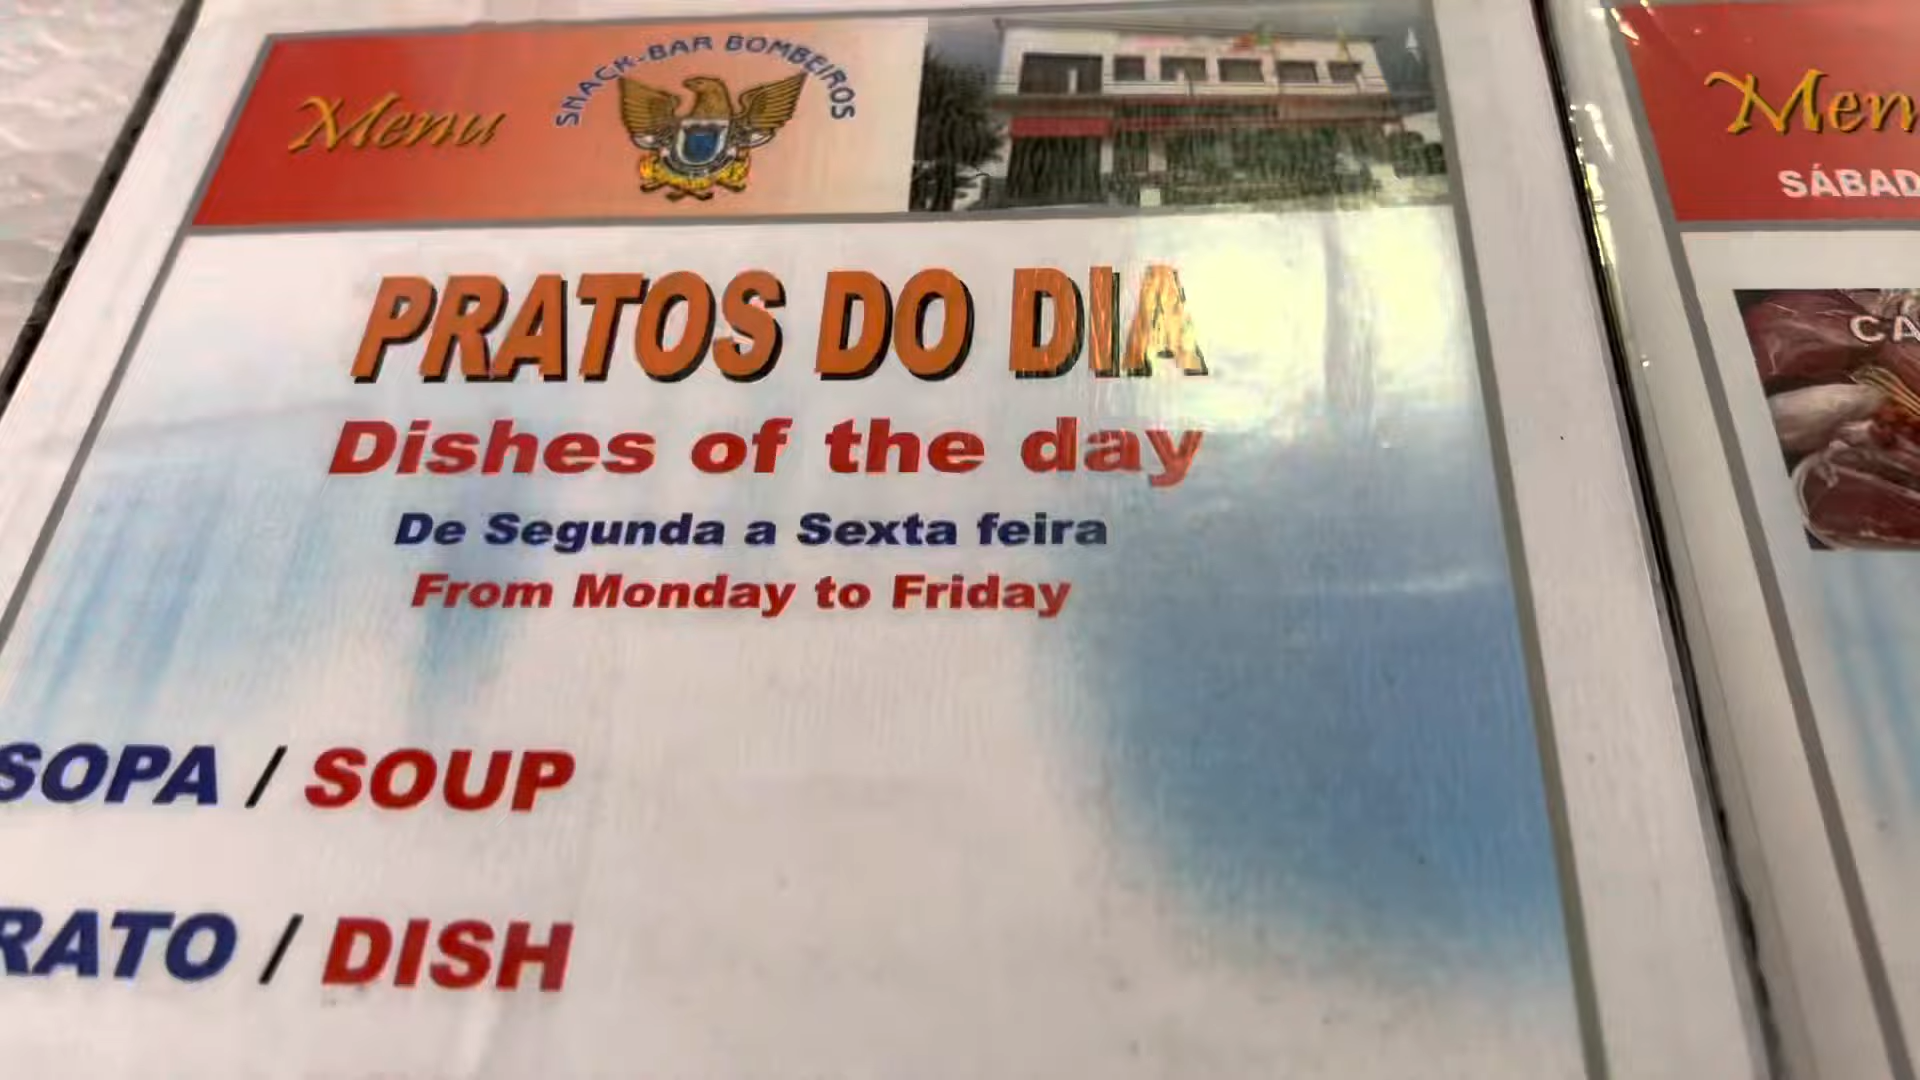 Menu
SNACK-BAR BOMBEIROS
PRATOS DO DIA
Dishes of the day
De Segunda a Sexta feira
From Monday to Friday
SOPA / SOUP
RATO / DISH
Men
SÁBAD
CA